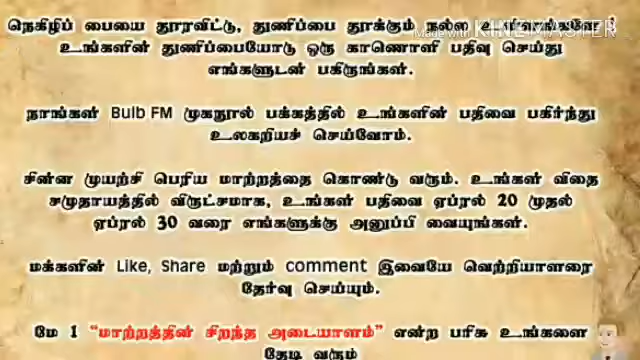 நெகிழிப் பையை தூரவிட்டு, துணிப்பை தூக்கும் நல்ல
உங்களின் துணிப்பையோடு ஒரு காணொளி பதிவு செய்து
எங்களுடன் பகிருங்கள்.
நாங்கள் Bulb FM முகநூல் பக்கத்தில் உங்களின் பதிவை பகிர்ந்து
உலகறியச் செய்வோம்.
சின்ன முயற்சி பெரிய மாற்றத்தை கொண்டு வரும். உங்கள் விதை
சமுதாயத்தில் விருட்சமாக, உங்கள் பதிவை ஏப்ரல் 20 முதல்
ஏப்ரல் 30 வரை எங்களுக்கு அனுப்பி வையுங்கள்.
மக்களின் Like, Share மற்றும் comment இவையே வெற்றியாளரை
தேர்வு செய்யும்.
மே 1 “மாற்றத்தின் சிறந்த அடையாளம்” என்ற பரிசு உங்களை
தேடி வரும்
Made with KINEMASTER